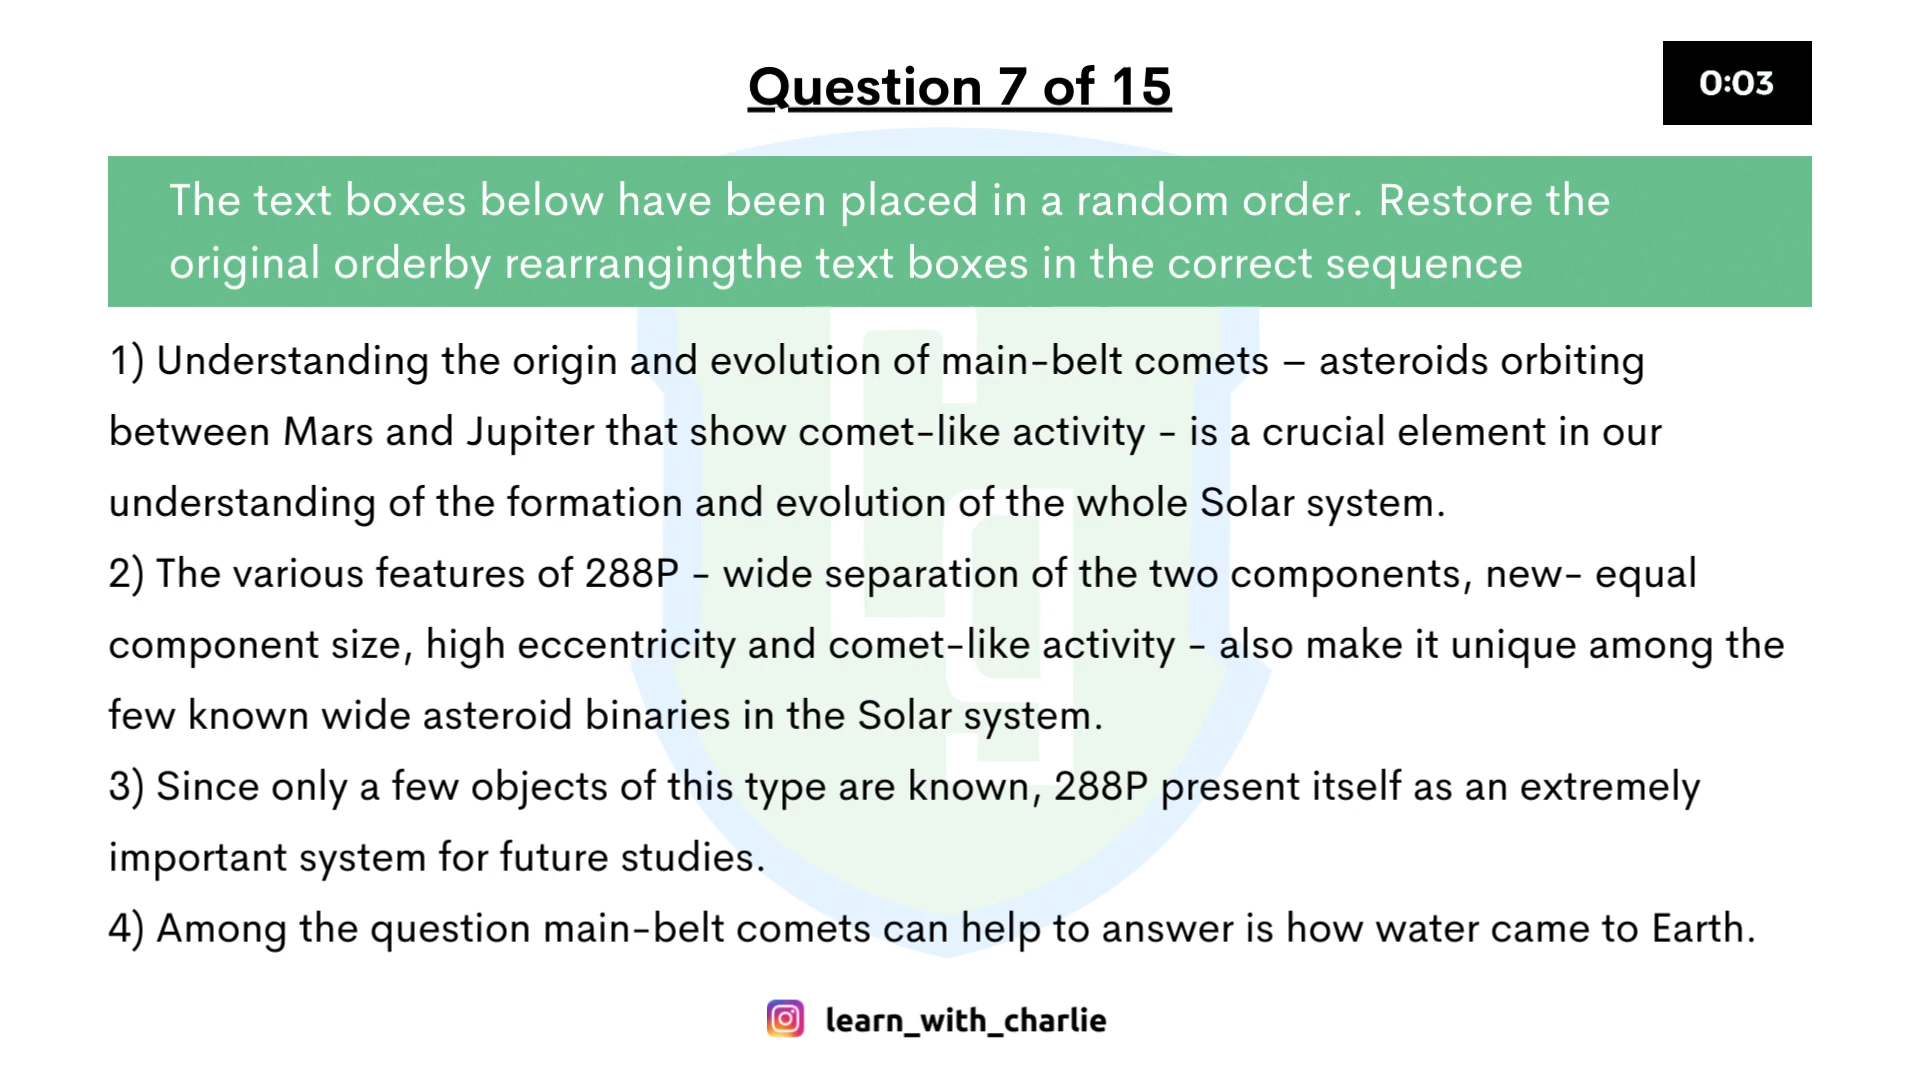 Question 7 of 15
0:03
The text boxes below have been placed in a random order. Restore the
original orderby rearrangingthe text boxes in the correct sequence
1) Understanding the origin and evolution of main-belt comets – asteroids orbiting
between Mars and Jupiter that show comet-like activity - is a crucial element in our
understanding of the formation and evolution of the whole Solar system.
2) The various features of 288P - wide separation of the two components, new- equal
component size, high eccentricity and comet-like activity - also make it unique among the
few known wide asteroid binaries in the Solar system.
3) Since only a few objects of this type are known, 288P present itself as an extremely
important system for future studies.
4) Among the question main-belt comets can help to answer is how water came to Earth.
learn_with_charlie